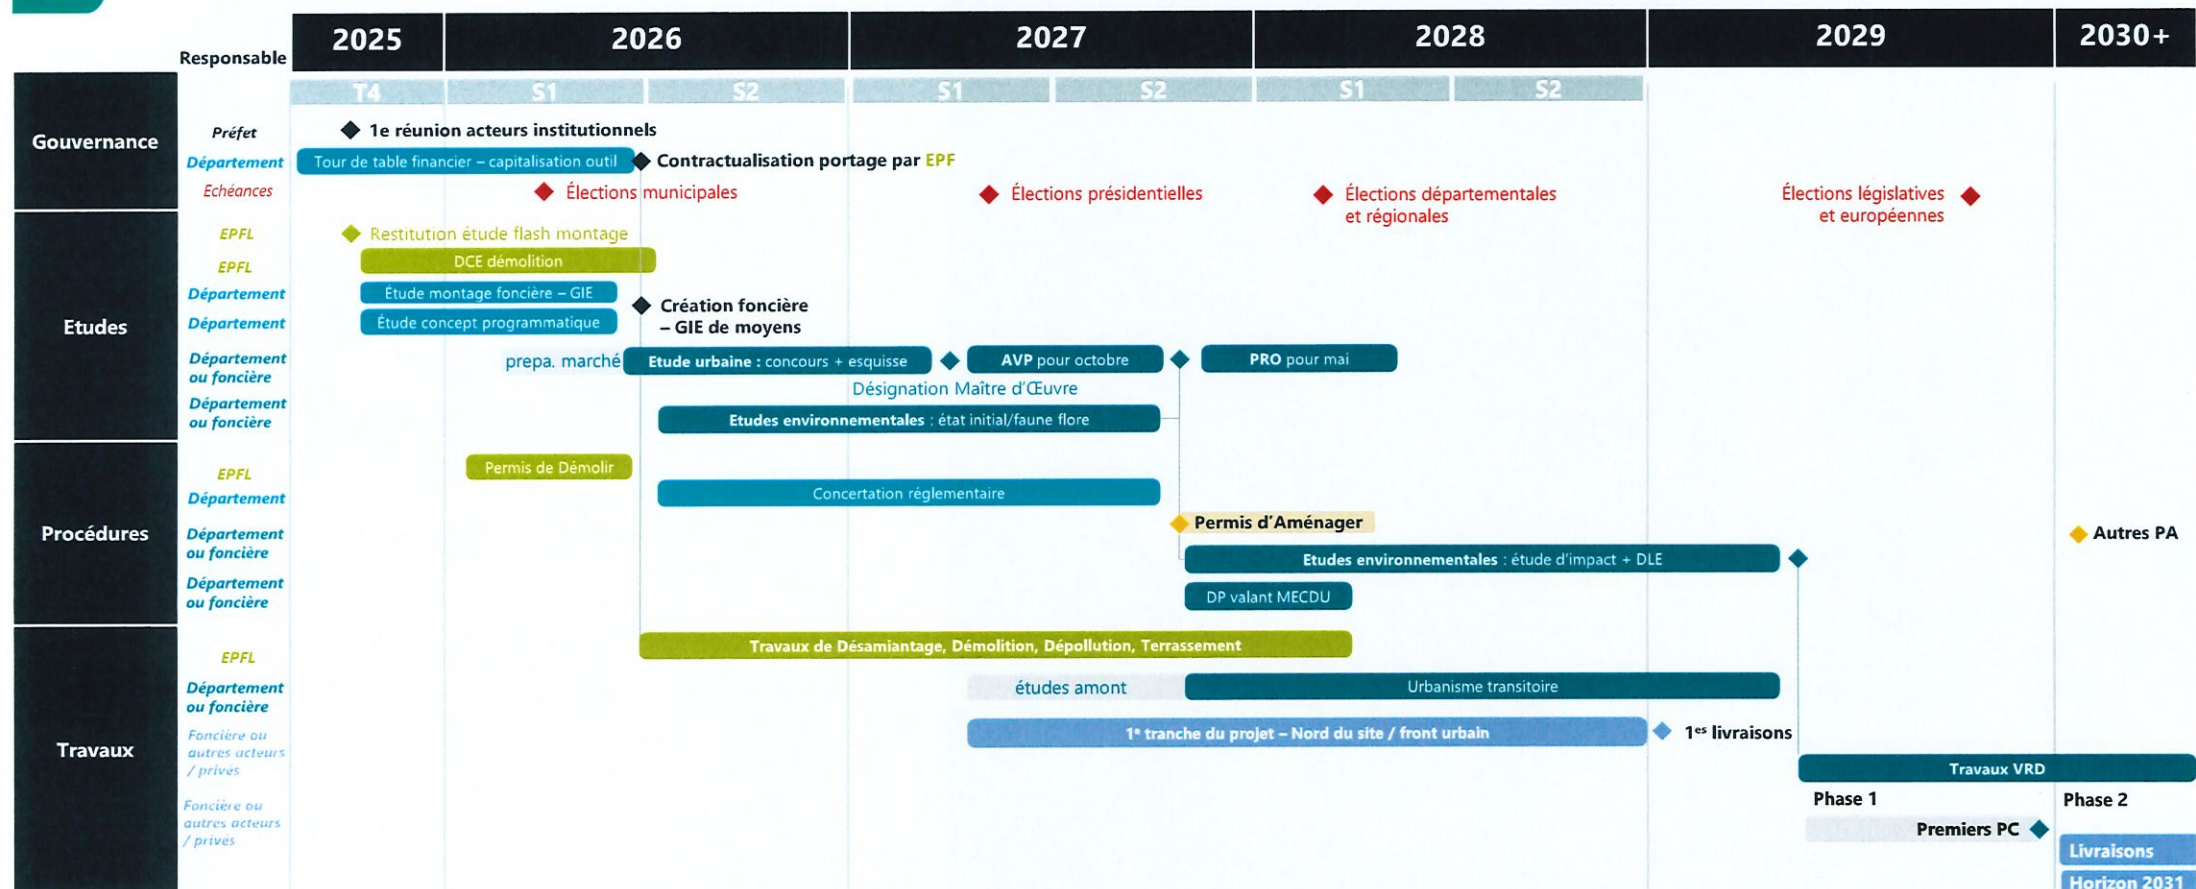 2025 2026 2027 2028 2029 2030+
Responsable
T4 S1 S2 S1 S2 S1 S2
Gouvernance
Préfet
1e réunion acteurs institutionnels
Département
Tour de table financier – capitalisation outil
Contractualisation portage par EPF
Echéances
Élections municipales
Élections présidentielles
Élections départementales
et régionales
Élections législatives
et européennes
Etudes
EPFL
Restitution étude flash montage
EPFL
DCE démolition
Département
Étude montage foncière – GIE
Création foncière
– GIE de moyens
Département
Étude concept programmatique
Département
ou foncière
prepa. marché
Etude urbaine : concours + esquisse
AVP pour octobre
PRO pour mai
Désignation Maître d'Œuvre
Département
ou foncière
Etudes environnementales : état initial/faune flore
Procédures
EPFL
Permis de Démolir
Département
Concertation réglementaire
Permis d'Aménager
Autres PA
Département
ou foncière
Etudes environnementales : étude d'impact + DLE
Département
ou foncière
DP valant MECDU
Travaux
EPFL
Travaux de Désamiantage, Démolition, Dépollution, Terrassement
Département
ou foncière
études amont
Urbanisme transitoire
Foncière ou
autres acteurs
/ privés
1e tranche du projet – Nord du site / front urbain
1es livraisons
Travaux VRD
Phase 1
Phase 2
Foncière ou
autres acteurs
/ privés
Premiers PC
Livraisons
Horizon 2031